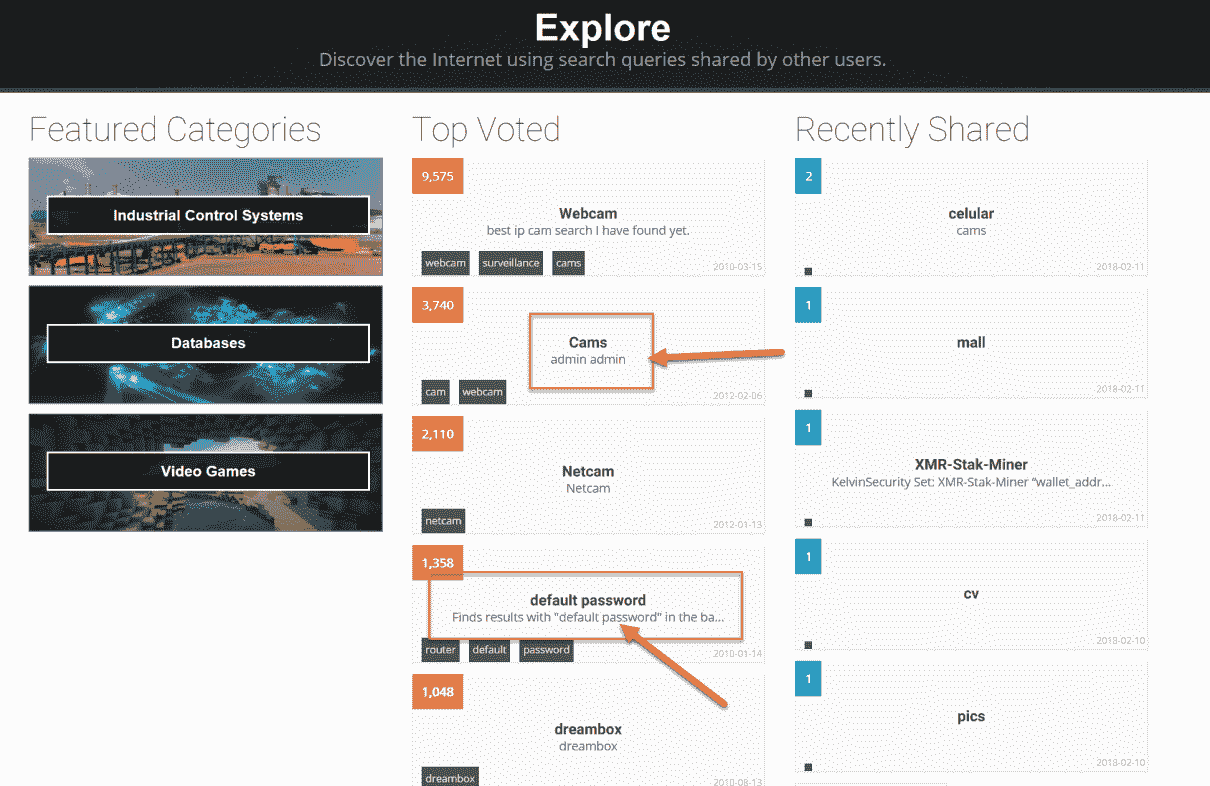 Explore
Discover the Internet using search queries shared by other users.
Featured Categories
Industrial Control Systems
Databases
Video Games
Top Voted
9,575
Webcam
best ip cam search I have found yet.
webcam surveillance cams
2010-03-15
3,740
Cams
admin admin
cam webcam
2012-02-06
2,110
Netcam
Netcam
netcam
2012-01-13
1,358
default password
Finds results with "default password" in the ba...
router default password
2010-01-14
1,048
dreambox
dreambox
dreambox
2010-08-13
Recently Shared
2
celular
cams
2018-02-11
1
mall
2018-02-11
1
XMR-Stak-Miner
KelvinSecurity Set: XMR-Stak-Miner “wallet_addr...
2018-02-11
1
cv
2018-02-10
1
pics
2018-02-10